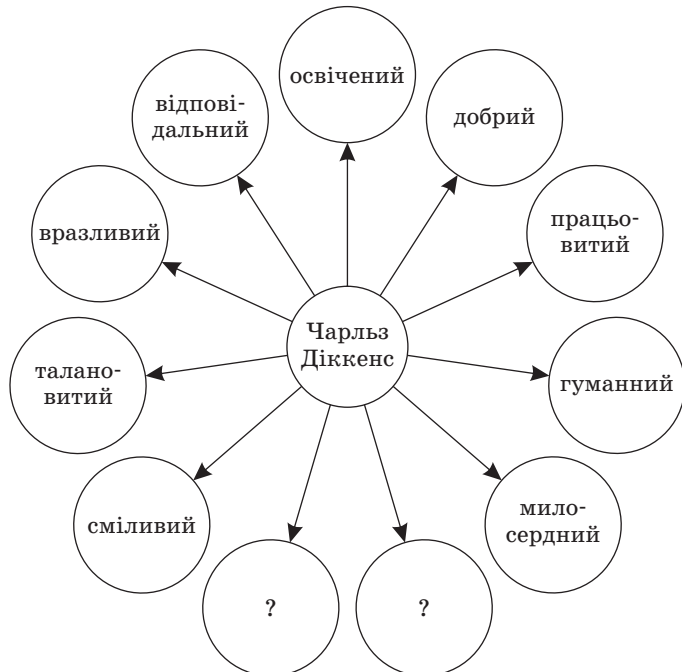 освічений
відпові-
дальний
добрий
вразливий
працьо-
витий
Чарльз
Діккенс
талано-
витий
гуманний
сміливий
мило-
сердний
?
?